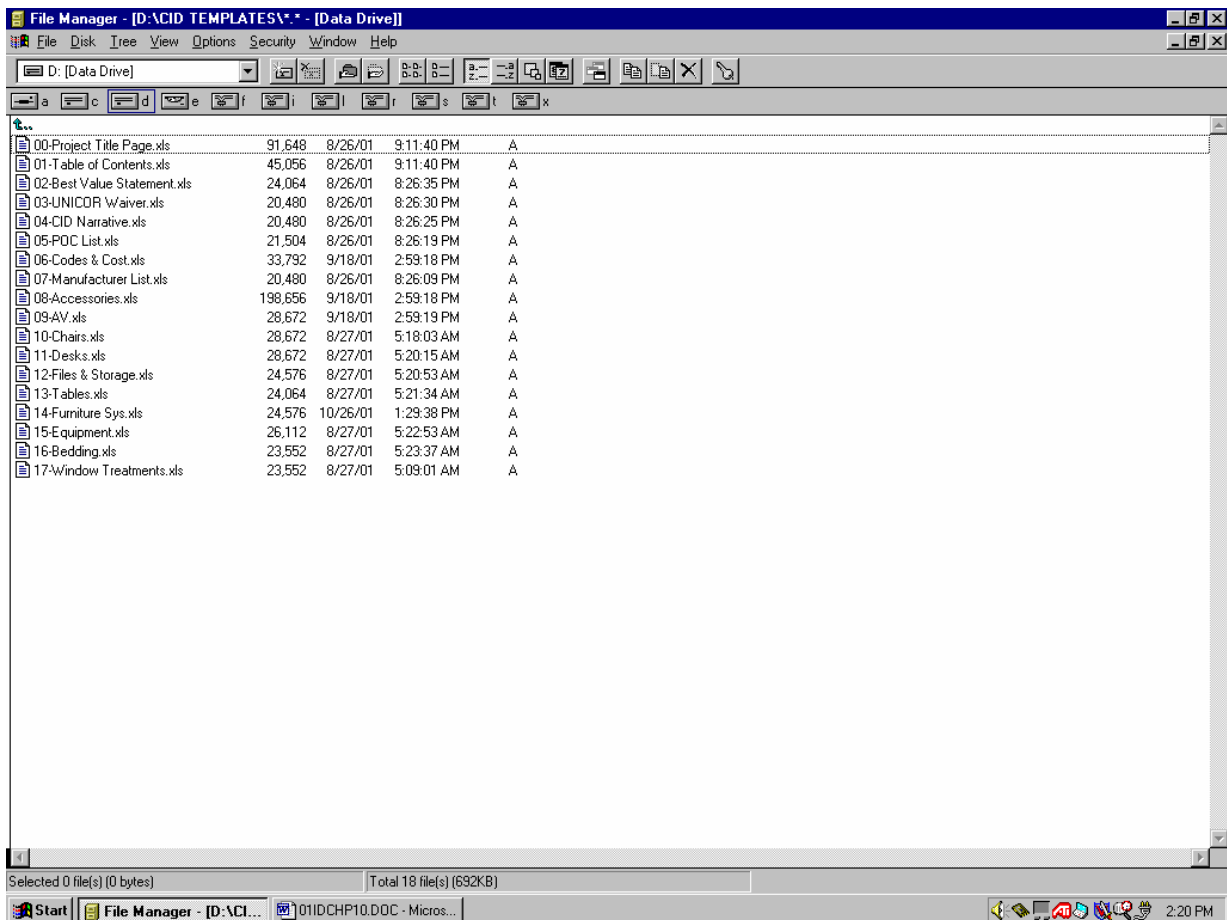 File Manager - [D:\CID TEMPLATES\*.* - [Data Drive]]
File Disk Tree View Options Security Window Help
D: [Data Drive]
a c d e f i l r s t x
00-Project Title Page.xls 91,648 8/26/01 9:11:40 PM A
01-Table of Contents.xls 45,056 8/26/01 9:11:40 PM A
02-Best Value Statement.xls 24,064 8/26/01 8:26:35 PM A
03-UNICOR Waiver.xls 20,480 8/26/01 8:26:30 PM A
04-CID Narrative.xls 20,480 8/26/01 8:26:25 PM A
05-POC List.xls 21,504 8/26/01 8:26:19 PM A
06-Codes & Cost.xls 33,792 9/18/01 2:59:18 PM A
07-Manufacturer List.xls 20,480 8/26/01 8:26:09 PM A
08-Accessories.xls 198,656 9/18/01 2:59:18 PM A
09-AV.xls 28,672 9/18/01 2:59:19 PM A
10-Chairs.xls 28,672 8/27/01 5:18:03 AM A
11-Desks.xls 28,672 8/27/01 5:20:15 AM A
12-Files & Storage.xls 24,576 8/27/01 5:20:53 AM A
13-Tables.xls 24,064 8/27/01 5:21:34 AM A
14-Furniture Sys.xls 24,576 10/26/01 1:29:38 PM A
15-Equipment.xls 26,112 8/27/01 5:22:53 AM A
16-Bedding.xls 23,552 8/27/01 5:23:37 AM A
17-Window Treatments.xls 23,552 8/27/01 5:09:01 AM A
Selected 0 file(s) (0 bytes) Total 18 file(s) (692KB)
Start File Manager - [D:\CI... 01IDCHP10.DOC - Micros... 2:20 PM